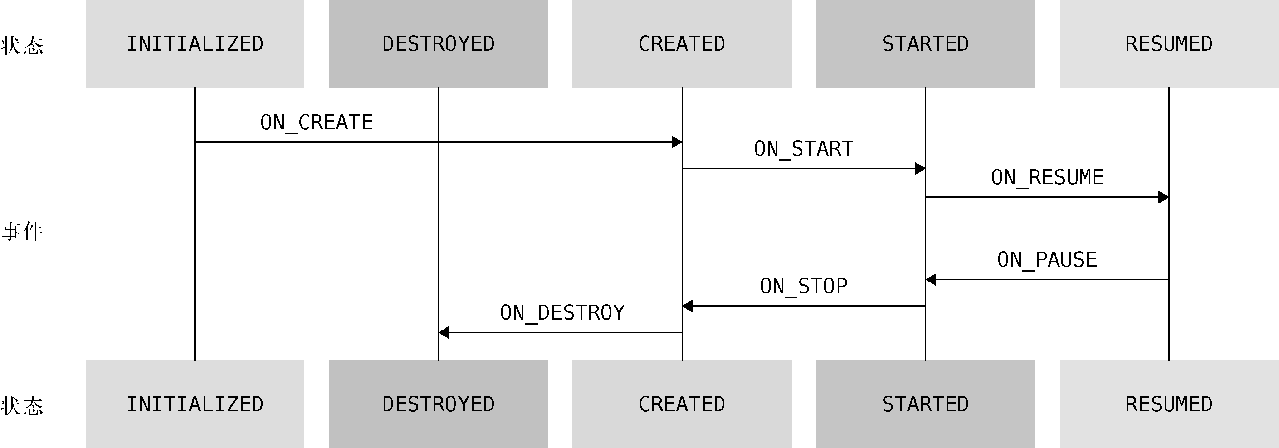 状态 INITIALIZED DESTROYED CREATED STARTED RESUMED
ON_CREATE
ON_START
ON_RESUME
事件
ON_PAUSE
ON_STOP
ON_DESTROY
状态 INITIALIZED DESTROYED CREATED STARTED RESUMED